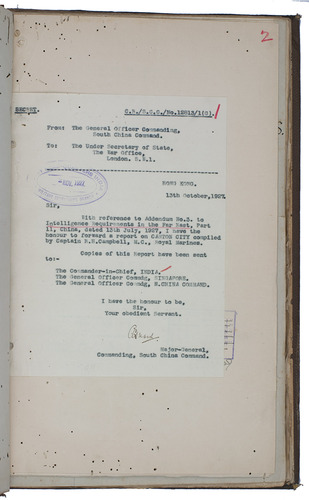 2
SECRET.
C.R./S.C.C./No.12813/1(G).
From: The General Officer Commanding,
South China Command.
To: The Under Secretary of State,
The War Office,
London. S.W.1.
HONG KONG.
13th October, 1927.
Sir,
With reference to Addendum No.3. to
Intelligence Requirements in the Far East, Part
11, China, dated 13th July, 1927, I have the
honour to forward a report on CANTON CITY compiled
by Captain R.H.Campbell, M.C., Royal Marines.
Copies of this Report have been sent
to:-
The Commander-in-Chief, INDIA.
The General Officer Comndg, SINGAPORE.
The General Officer Comndg, N.CHINA COMMAND.
I have the honour to be,
Sir,
Your obedient Servant.
Major-General,
Commanding, South China Command.